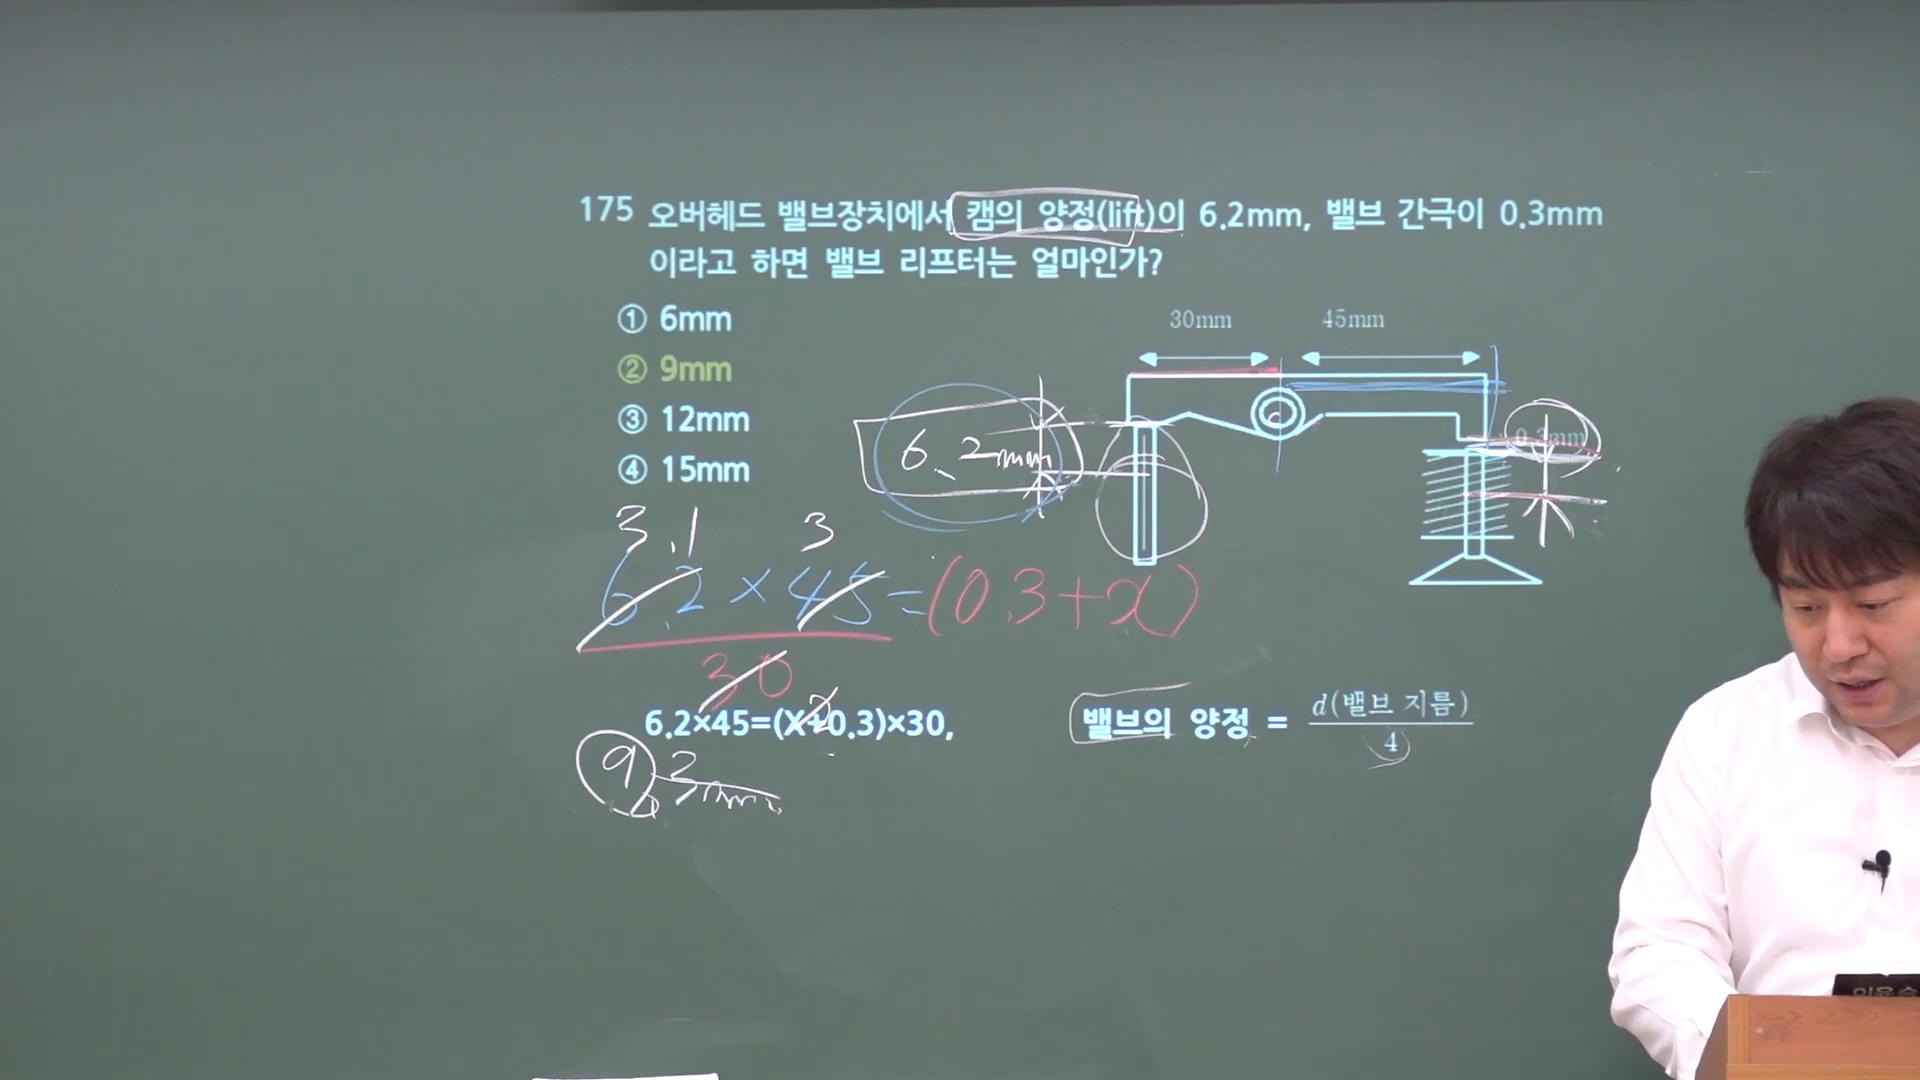 175 오버헤드 밸브장치에서 캠의 양정(lift)이 6.2mm, 밸브 간극이 0.3mm
이라고 하면 밸브 리프터는 얼마인가?
① 6mm
② 9mm
③ 12mm
④ 15mm
30mm 45mm
6.2mm
0.3mm
3.1 3
6.2 × 45 = (0.3+x)
30
2
6.2×45=(X+0.3)×30,
밸브의 양정 = d(밸브 지름)
4
9.3mm